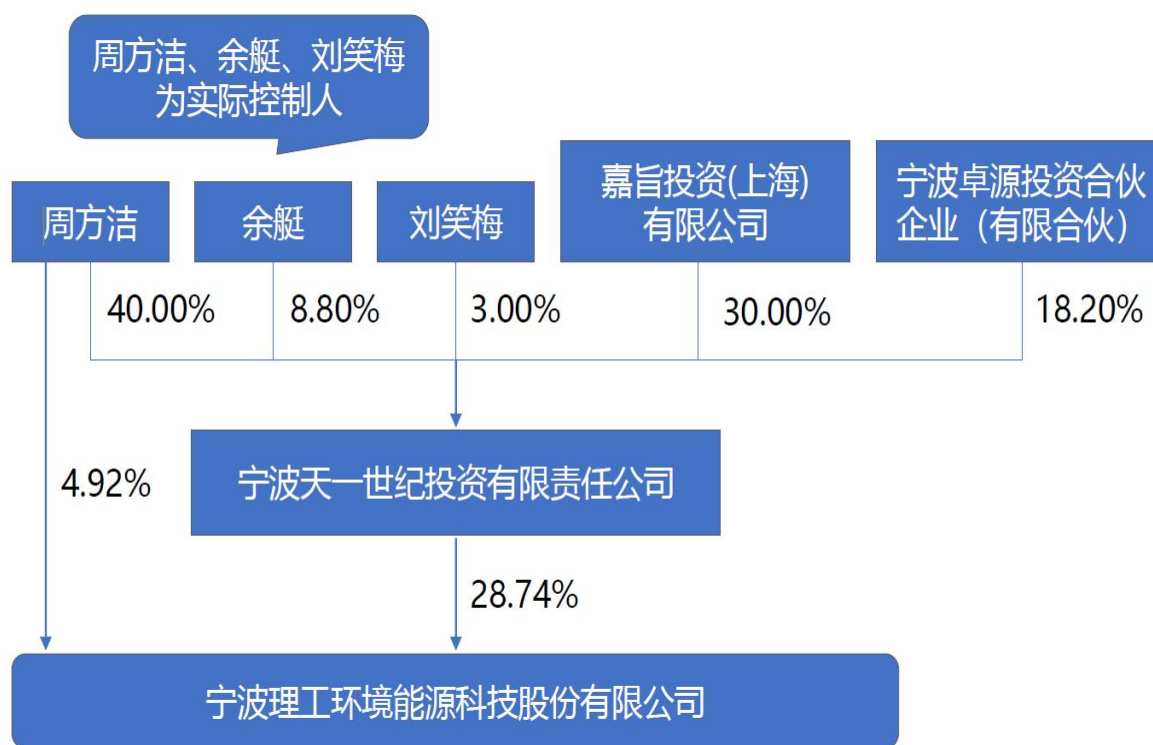 周方洁、余艇、刘笑梅
为实际控制人
周方洁
余艇
刘笑梅
嘉旨投资(上海)
有限公司
宁波卓源投资合伙
企业（有限合伙）
40.00%
8.80%
3.00%
30.00%
18.20%
4.92%
宁波天一世纪投资有限责任公司
28.74%
宁波理工环境能源科技股份有限公司